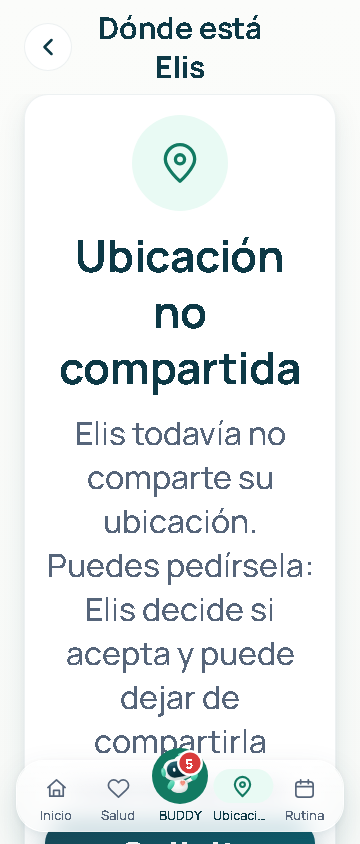 Dónde está
Elis
Ubicación
no
compartida
Elis todavía no
comparte su
ubicación.
Puedes pedírsela:
Elis decide si
acepta y puede
dejar de
compartirla
5
Inicio
Salud
BUDDY
Ubicaci...
Rutina